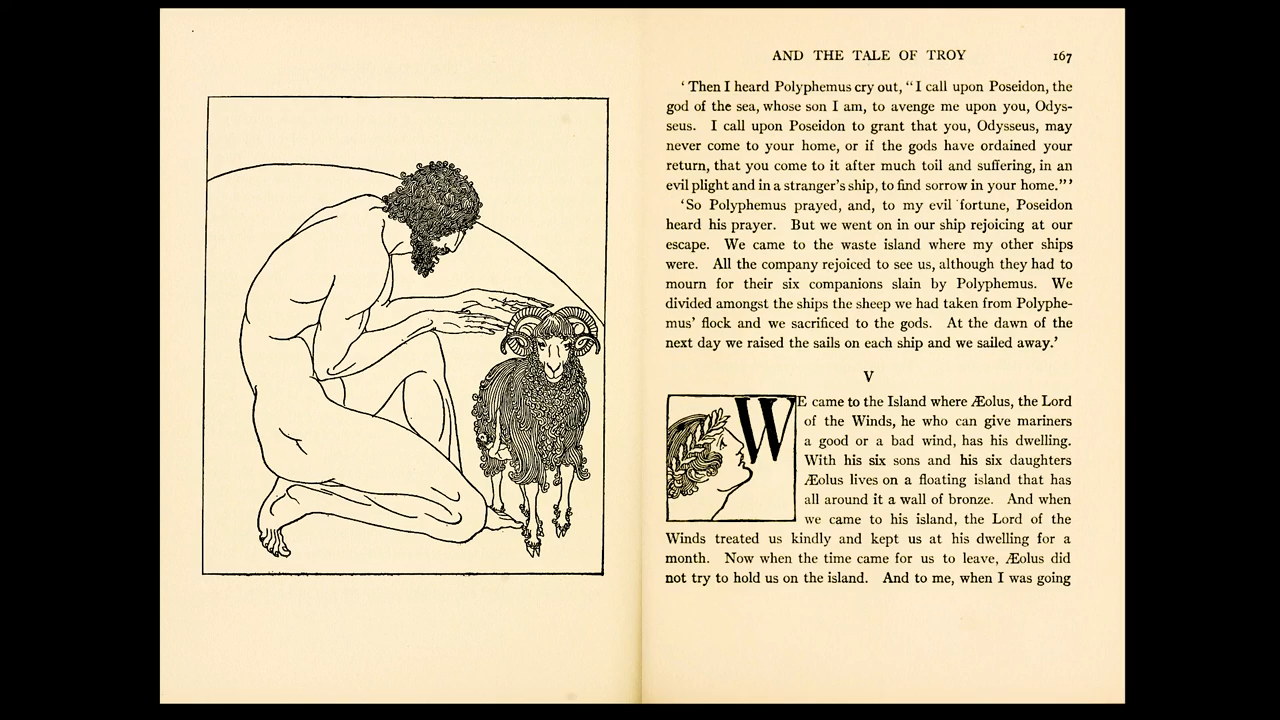 AND THE TALE OF TROY 167
‘Then I heard Polyphemus cry out, “I call upon Poseidon, the
god of the sea, whose son I am, to avenge me upon you, Odys-
seus. I call upon Poseidon to grant that you, Odysseus, may
never come to your home, or if the gods have ordained your
return, that you come to it after much toil and suffering, in an
evil plight and in a stranger’s ship, to find sorrow in your home.”’
‘So Polyphemus prayed, and, to my evil fortune, Poseidon
heard his prayer. But we went on in our ship rejoicing at our
escape. We came to the waste island where my other ships
were. All the company rejoiced to see us, although they had to
mourn for their six companions slain by Polyphemus. We
divided amongst the ships the sheep we had taken from Polyphe-
mus’ flock and we sacrificed to the gods. At the dawn of the
next day we raised the sails on each ship and we sailed away.’
V
WE came to the Island where Æolus, the Lord
of the Winds, he who can give mariners
a good or a bad wind, has his dwelling.
With his six sons and his six daughters
Æolus lives on a floating island that has
all around it a wall of bronze. And when
we came to his island, the Lord of the
Winds treated us kindly and kept us at his dwelling for a
month. Now when the time came for us to leave, Æolus did
not try to hold us on the island. And to me, when I was going